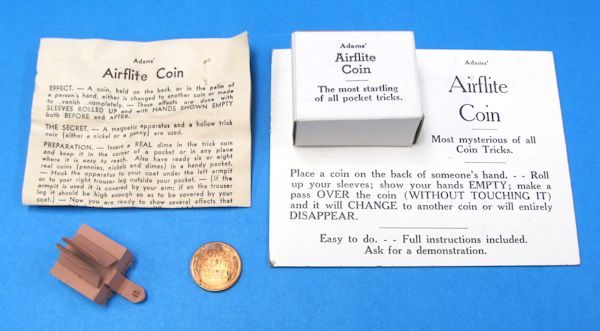 Adams'
Airflite Coin
EFFECT. — A coin, held on the back, or in the palm of
a person's hand, either is changed to another coin or made
to vanish completely. — These effects are done with
SLEEVES ROLLED UP and with HANDS SHOWN EMPTY
both BEFORE and AFTER.
THE SECRET. — A magnetic apparatus and a hollow trick
coin (either a nickel or a penny) are used.
PREPARATION. — Insert a REAL dime in the trick coin
and keep it in the corner of a pocket or in any place
where it is easy to reach. Also have ready six or eight
real coins (pennies, nickels and dimes) in a handy pocket.
— Hook the apparatus to your coat under the left armpit
or to your right trouser leg outside your pocket. — (If the
armpit is used it is covered by your arm; if on the trouser
leg it should be high enough so as to be covered by your
coat.) — Now you are ready to show several effects that
Adams'
Airflite
Coin
The most startling
of all pocket tricks.
Adams'
Airflite
Coin
Most mysterious of all
Coin Tricks.
Place a coin on the back of someone's hand. - - Roll
up your sleeves; show your hands EMPTY; make a
pass OVER the coin (WITHOUT TOUCHING IT)
and it will CHANGE to another coin or will entirely
DISAPPEAR.
Easy to do. - - Full instructions included.
Ask for a demonstration.